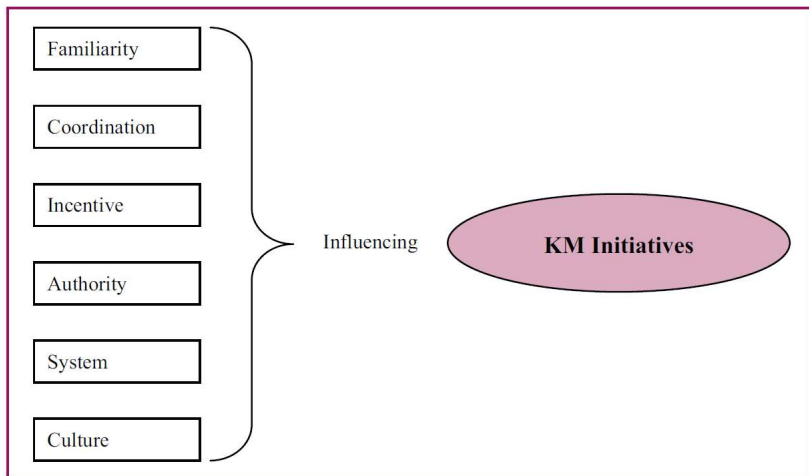 Familiarity
Coordination
Incentive
Influencing
KM Initiatives
Authority
System
Culture